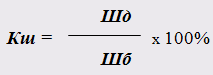 Шд
Кш = ——— х 100%
Шб